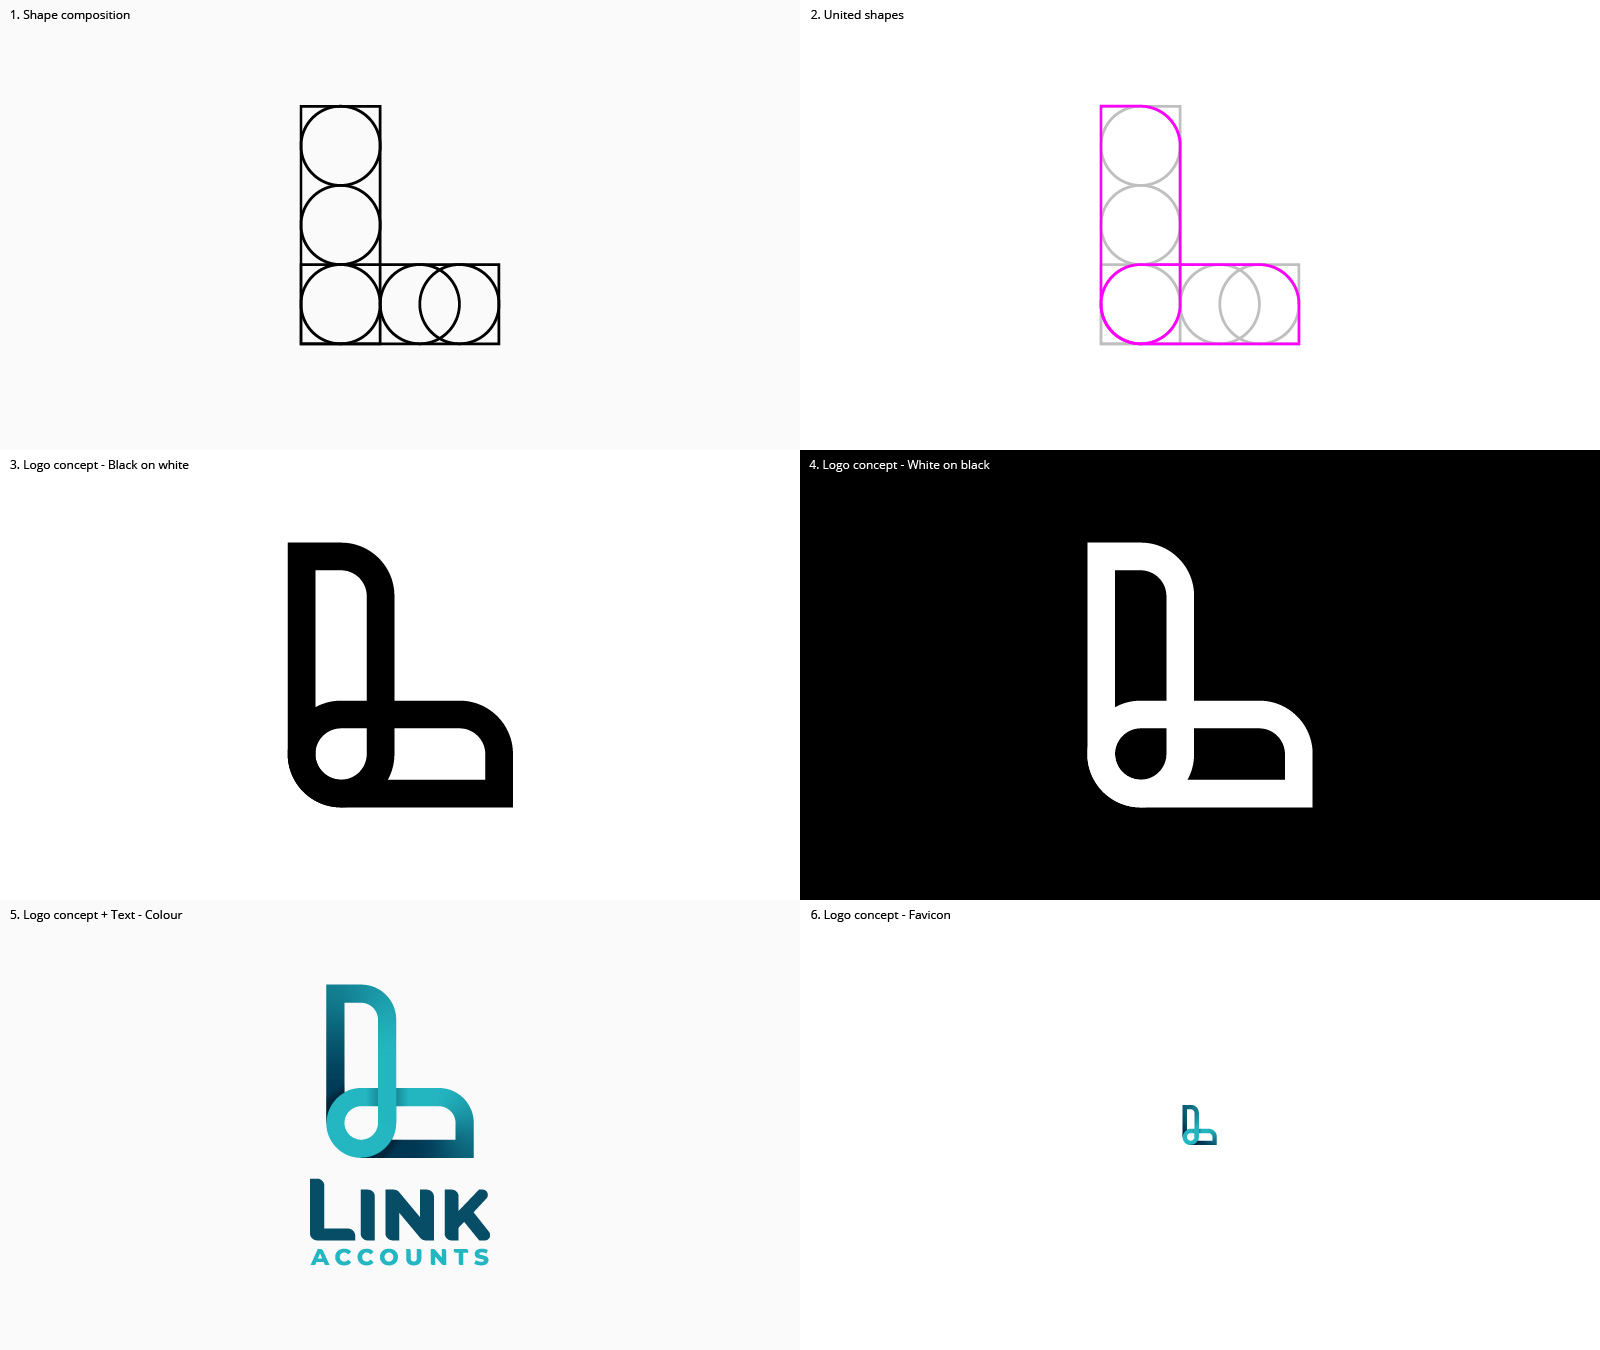 1. Shape composition
2. United shapes
3. Logo concept - Black on white
4. Logo concept - White on black
5. Logo concept + Text - Colour
6. Logo concept - Favicon
LINK
ACCOUNTS